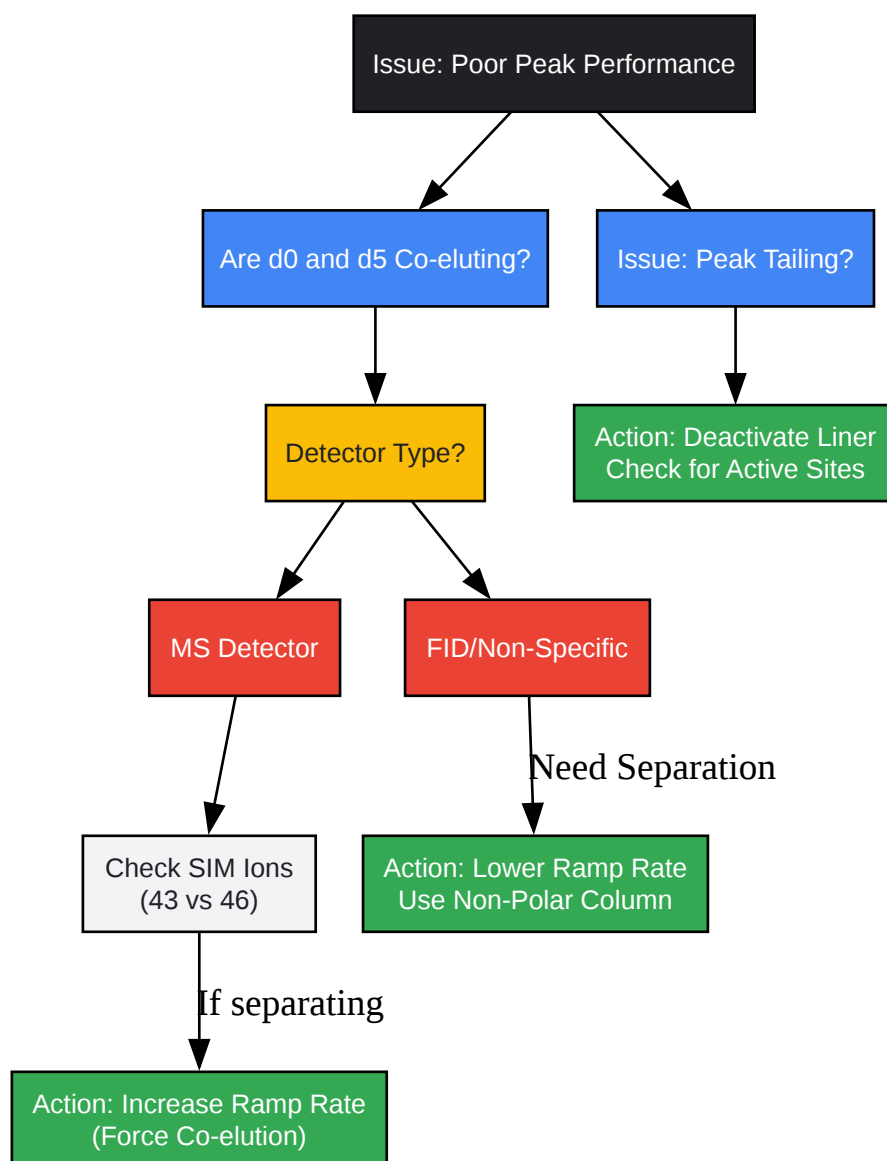 Issue: Poor Peak Performance
Are d0 and d5 Co-eluting?
Issue: Peak Tailing?
Detector Type?
Action: Deactivate Liner
Check for Active Sites
MS Detector
FID/Non-Specific
Need Separation
Check SIM Ions
(43 vs 46)
Action: Lower Ramp Rate
Use Non-Polar Column
If separating
Action: Increase Ramp Rate
(Force Co-elution)